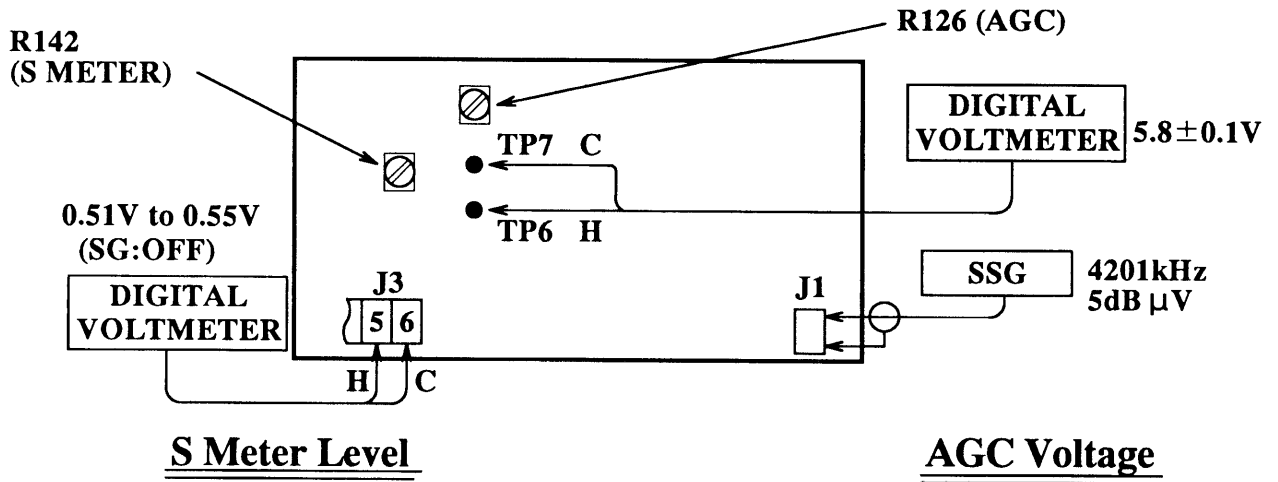 R142
(S METER)
R126 (AGC)
DIGITAL
VOLTMETER
5.8±0.1V
TP7 C
TP6 H
0.51V to 0.55V
(SG:OFF)
DIGITAL
VOLTMETER
J3
5 6
H C
J1
SSG
4201kHz
5dB μV
S Meter Level
AGC Voltage